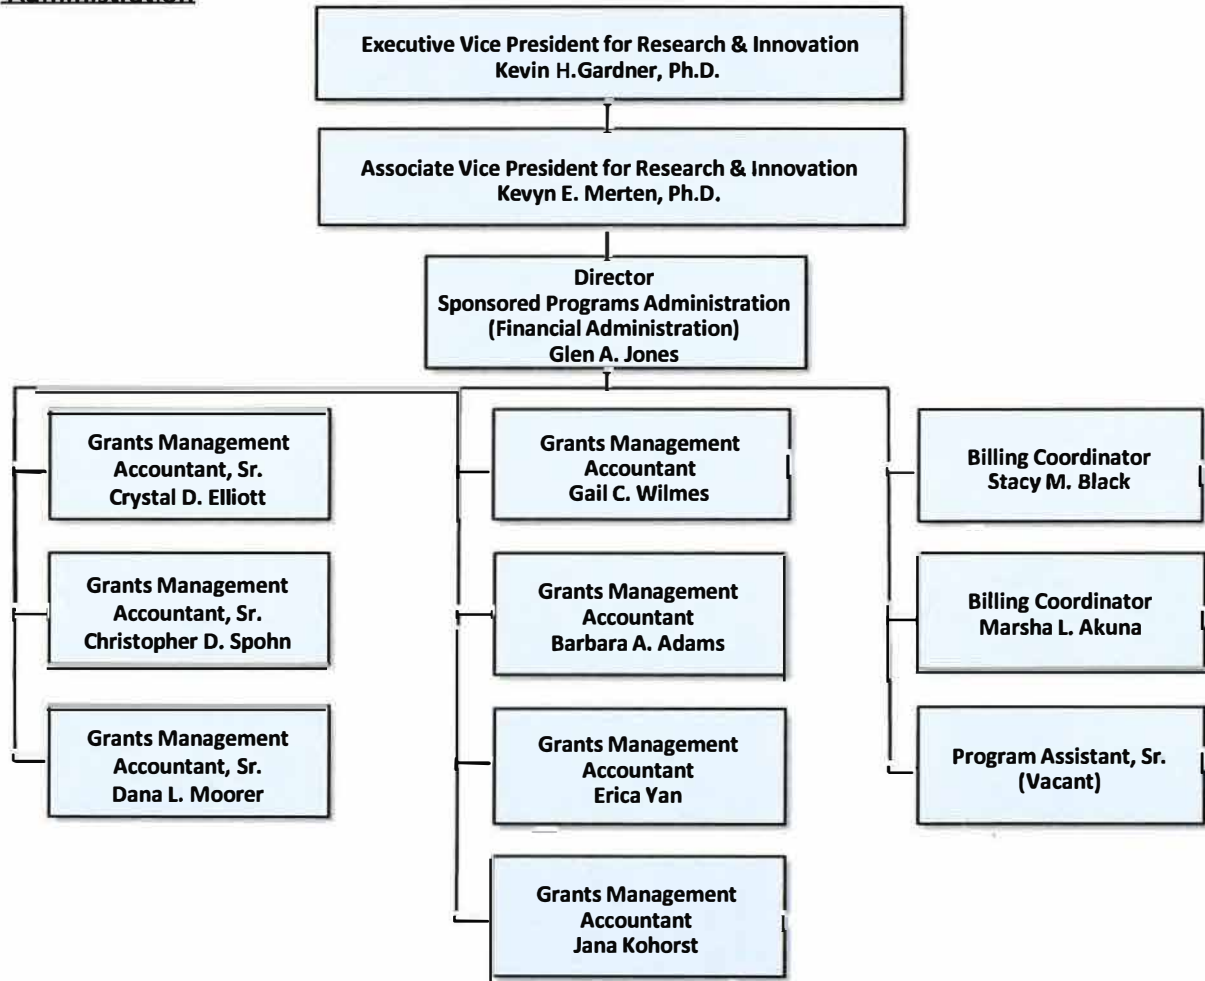 Executive Vice President for Research & Innovation
Kevin H.Gardner, Ph.D.
Associate Vice President for Research & Innovation
Kevyn E. Merten, Ph.D.
Director
Sponsored Programs Administration
(Financial Administration)
Glen A. Jones
Grants Management
Accountant, Sr.
Crystal D. Elliott
Grants Management
Accountant, Sr.
Christopher D. Spohn
Grants Management
Accountant, Sr.
Dana L. Moorer
Grants Management
Accountant
Gail C. Wilmes
Grants Management
Accountant
Barbara A. Adams
Grants Management
Accountant
Erica Yan
Grants Management
Accountant
Jana Kohorst
Billing Coordinator
Stacy M. Black
Billing Coordinator
Marsha L. Akuna
Program Assistant, Sr.
(Vacant)